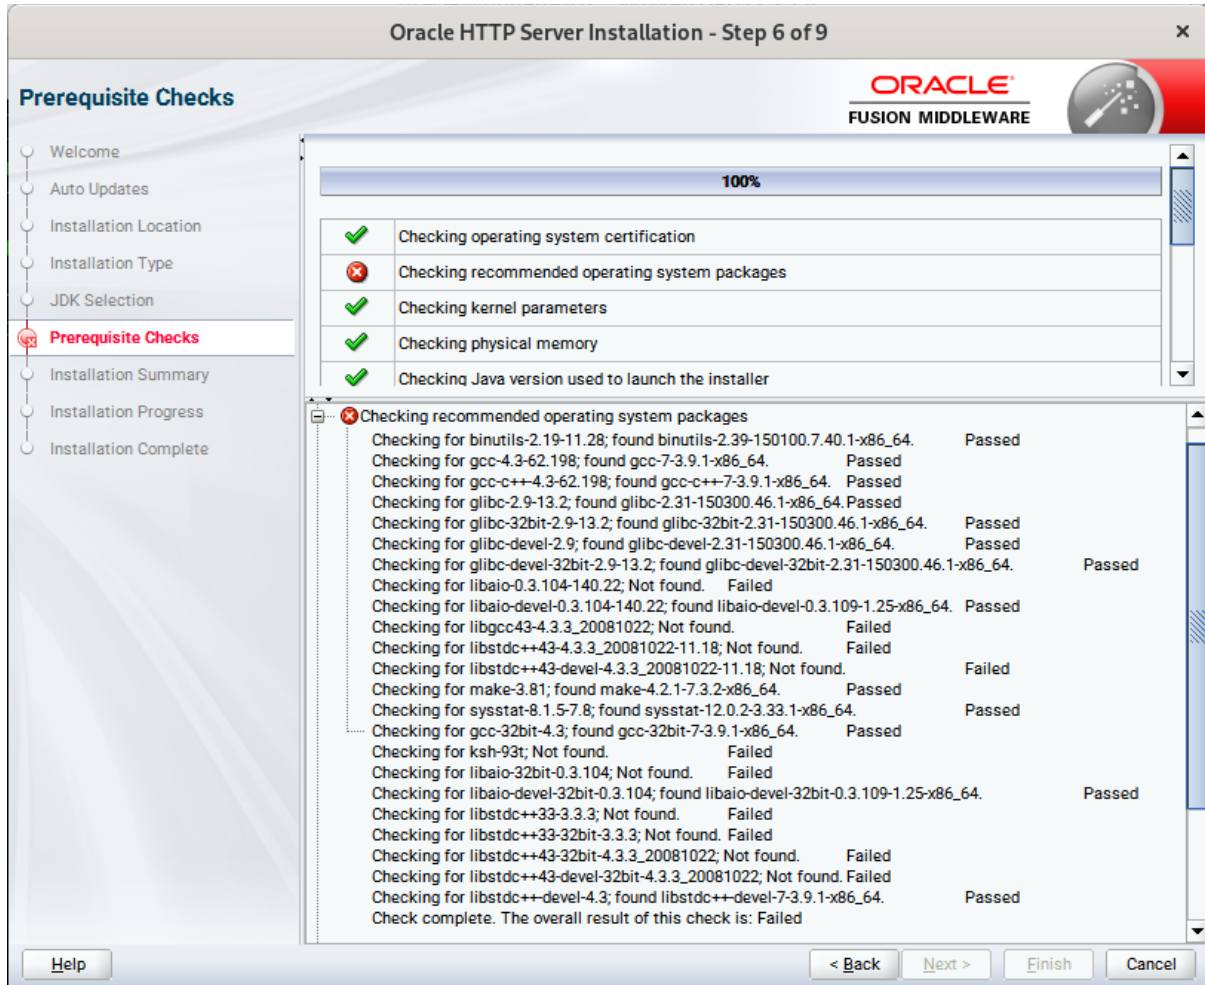 Oracle HTTP Server Installation - Step 6 of 9
Prerequisite Checks
ORACLE
FUSION MIDDLEWARE
Welcome
Auto Updates
Installation Location
Installation Type
JDK Selection
Prerequisite Checks
Installation Summary
Installation Progress
Installation Complete
100%
Checking operating system certification
Checking recommended operating system packages
Checking kernel parameters
Checking physical memory
Checking Java version used to launch the installer
Checking recommended operating system packages
Checking for binutils-2.19-11.28; found binutils-2.39-150100.7.40.1-x86_64. Passed
Checking for gcc-4.3-62.198; found gcc-7-3.9.1-x86_64. Passed
Checking for gcc-c++-4.3-62.198; found gcc-c++-7-3.9.1-x86_64. Passed
Checking for glibc-2.9-13.2; found glibc-2.31-150300.46.1-x86_64. Passed
Checking for glibc-32bit-2.9-13.2; found glibc-32bit-2.31-150300.46.1-x86_64. Passed
Checking for glibc-devel-2.9; found glibc-devel-2.31-150300.46.1-x86_64. Passed
Checking for glibc-devel-32bit-2.9-13.2; found glibc-devel-32bit-2.31-150300.46.1-x86_64. Passed
Checking for libaio-0.3.104-140.22; Not found. Failed
Checking for libaio-devel-0.3.104-140.22; found libaio-devel-0.3.109-1.25-x86_64. Passed
Checking for libgcc43-4.3.3_20081022; Not found. Failed
Checking for libstdc++43-4.3.3_20081022-11.18; Not found. Failed
Checking for libstdc++43-devel-4.3.3_20081022-11.18; Not found. Failed
Checking for make-3.81; found make-4.2.1-7.3.2-x86_64. Passed
Checking for sysstat-8.1.5-7.8; found sysstat-12.0.2-3.33.1-x86_64. Passed
Checking for gcc-32bit-4.3; found gcc-32bit-7-3.9.1-x86_64. Passed
Checking for ksh-93t; Not found. Failed
Checking for libaio-32bit-0.3.104; Not found. Failed
Checking for libaio-devel-32bit-0.3.104; found libaio-devel-32bit-0.3.109-1.25-x86_64. Passed
Checking for libstdc++33-3.3.3; Not found. Failed
Checking for libstdc++33-32bit-3.3.3; Not found. Failed
Checking for libstdc++43-32bit-4.3.3_20081022; Not found. Failed
Checking for libstdc++43-devel-32bit-4.3.3_20081022; Not found. Failed
Checking for libstdc++-devel-4.3; found libstdc++-devel-7-3.9.1-x86_64. Passed
Check complete. The overall result of this check is: Failed
Help
< Back
Next >
Finish
Cancel